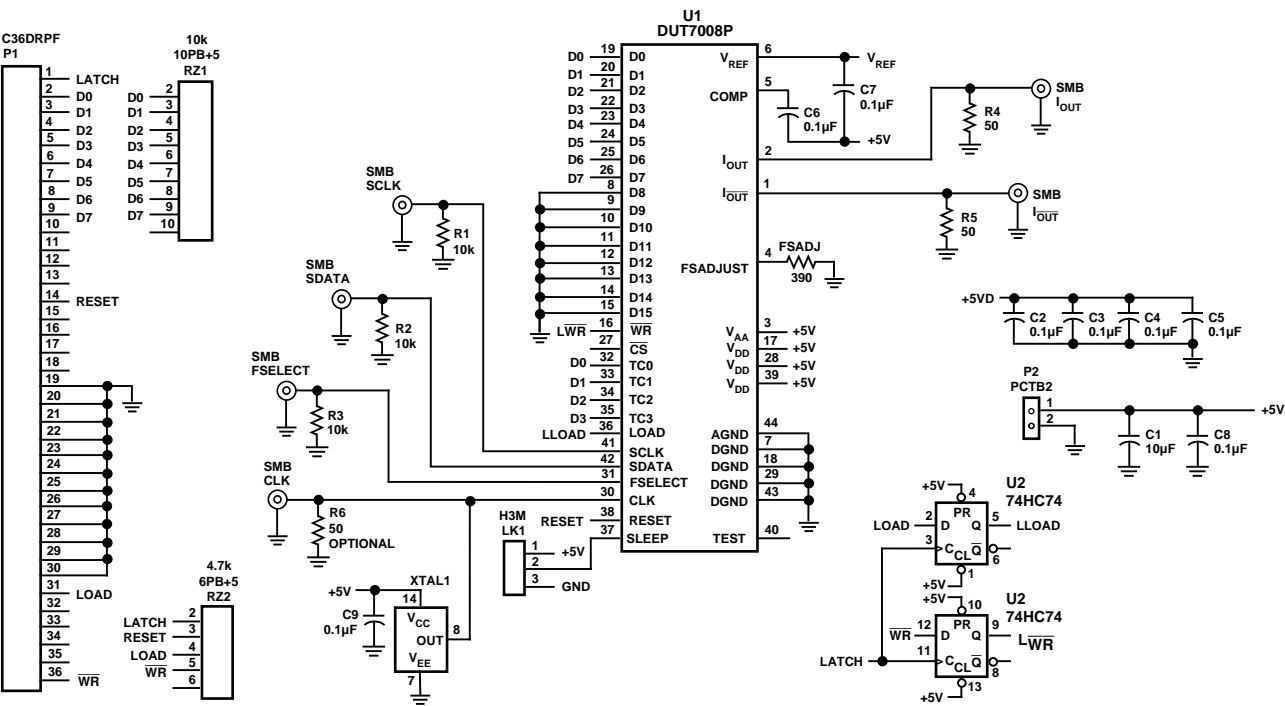 C36DRPF
P1
1
LATCH
2
D0
3
D1
4
D2
5
D3
6
D4
7
D5
8
D6
9
D7
10
11
12
13
14
RESET
15
16
17
18
19
20
21
22
23
24
25
26
27
28
29
30
31
LOAD
32
33
34
35
36
WR
10k
10PB+5
RZ1
D0 2
D1 3
D2 4
D3 5
D4 6
D5 7
D6 8
D7 9
10
4.7k
6PB+5
RZ2
LATCH 2
RESET 3
LOAD 4
WR 5
6
SMB
SCLK
R1
10k
SMB
SDATA
R2
10k
SMB
FSELECT
R3
10k
SMB
CLK
R6
50
OPTIONAL
+5V
C9
0.1µF
XTAL1
14
VCC
OUT
8
VEE
7
H3M
LK1
1
+5V
2
3
GND
U1
DUT7008P
D0 19 D0
D1 20 D1
D2 21 D2
D3 22 D3
D4 23 D4
D5 24 D5
D6 25 D6
D7 26 D7
8 D8
9 D9
10 D10
11 D11
12 D12
13 D13
14 D14
15 D15
LWR 16 WR
27 CS
D0 32 TC0
D1 33 TC1
D2 34 TC2
D3 35 TC3
LLOAD 36 LOAD
41 SCLK
42 SDATA
31 FSELECT
30 CLK
RESET 38 RESET
37 SLEEP
VREF 6 VREF
COMP 5
C6
0.1µF
C7
0.1µF
+5V
IOUT 2
IOUT 1
FSADJUST 4
FSADJ
390
VAA 3 +5V
VDD 17 +5V
VDD 28 +5V
VDD 39 +5V
AGND 44
DGND 7
DGND 18
DGND 29
DGND 43
TEST 40
R4
50
SMB
IOUT
R5
50
SMB
IOUT
+5VD
C2
0.1µF
C3
0.1µF
C4
0.1µF
C5
0.1µF
P2
PCTB2
1
2
+5V
C1
10µF
C8
0.1µF
U2
74HC74
+5V 4
PR
LOAD 2 D Q 5 LLOAD
3 C CL Q 6
+5V 1
U2
74HC74
+5V 10
PR
WR 12 D Q 9 LWR
LATCH 11 C CL Q 8
+5V 13